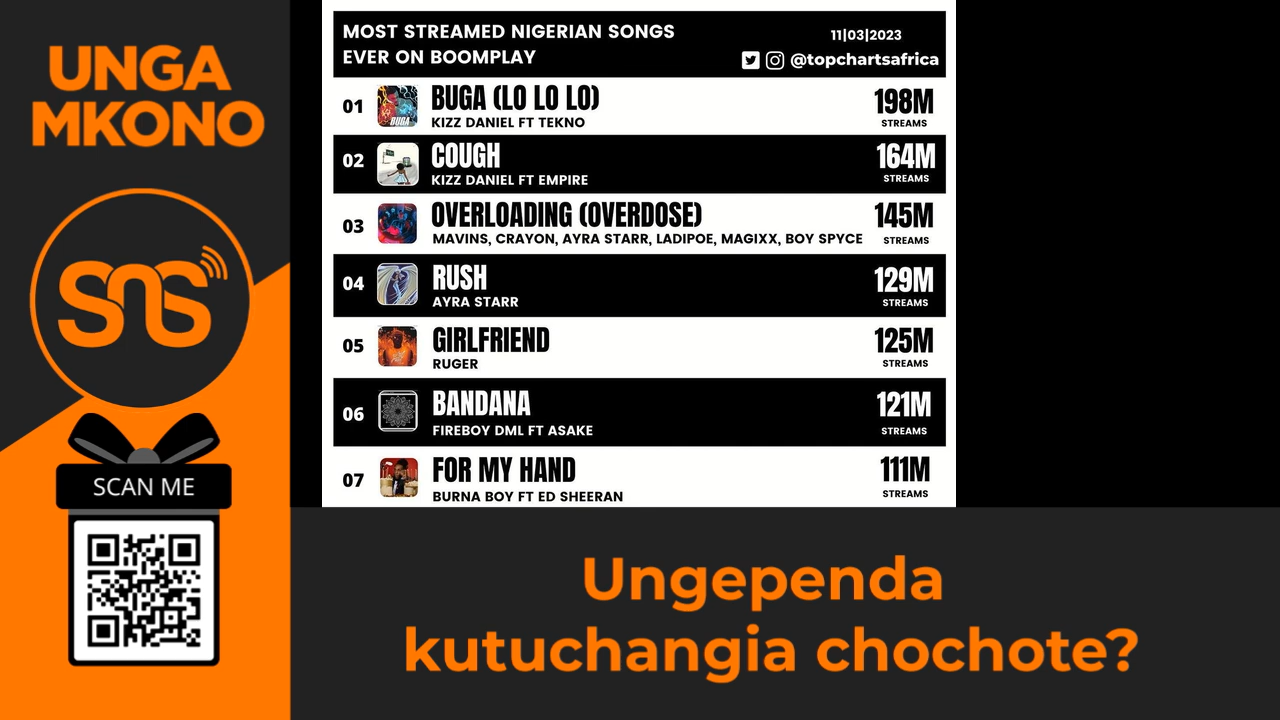 UNGA
MKONO
SNS
SCAN ME
MOST STREAMED NIGERIAN SONGS
EVER ON BOOMPLAY
11|03|2023
@topchartsafrica
01 BUGA (LO LO LO) 198M
KIZZ DANIEL FT TEKNO STREAMS
02 COUGH 164M
KIZZ DANIEL FT EMPIRE STREAMS
03 OVERLOADING (OVERDOSE) 145M
MAVINS, CRAYON, AYRA STARR, LADIPOE, MAGIXX, BOY SPYCE STREAMS
04 RUSH 129M
AYRA STARR STREAMS
05 GIRLFRIEND 125M
RUGER STREAMS
06 BANDANA 121M
FIREBOY DML FT ASAKE STREAMS
07 FOR MY HAND 111M
BURNA BOY FT ED SHEERAN STREAMS
Ungependa
kutuchangia chochote?